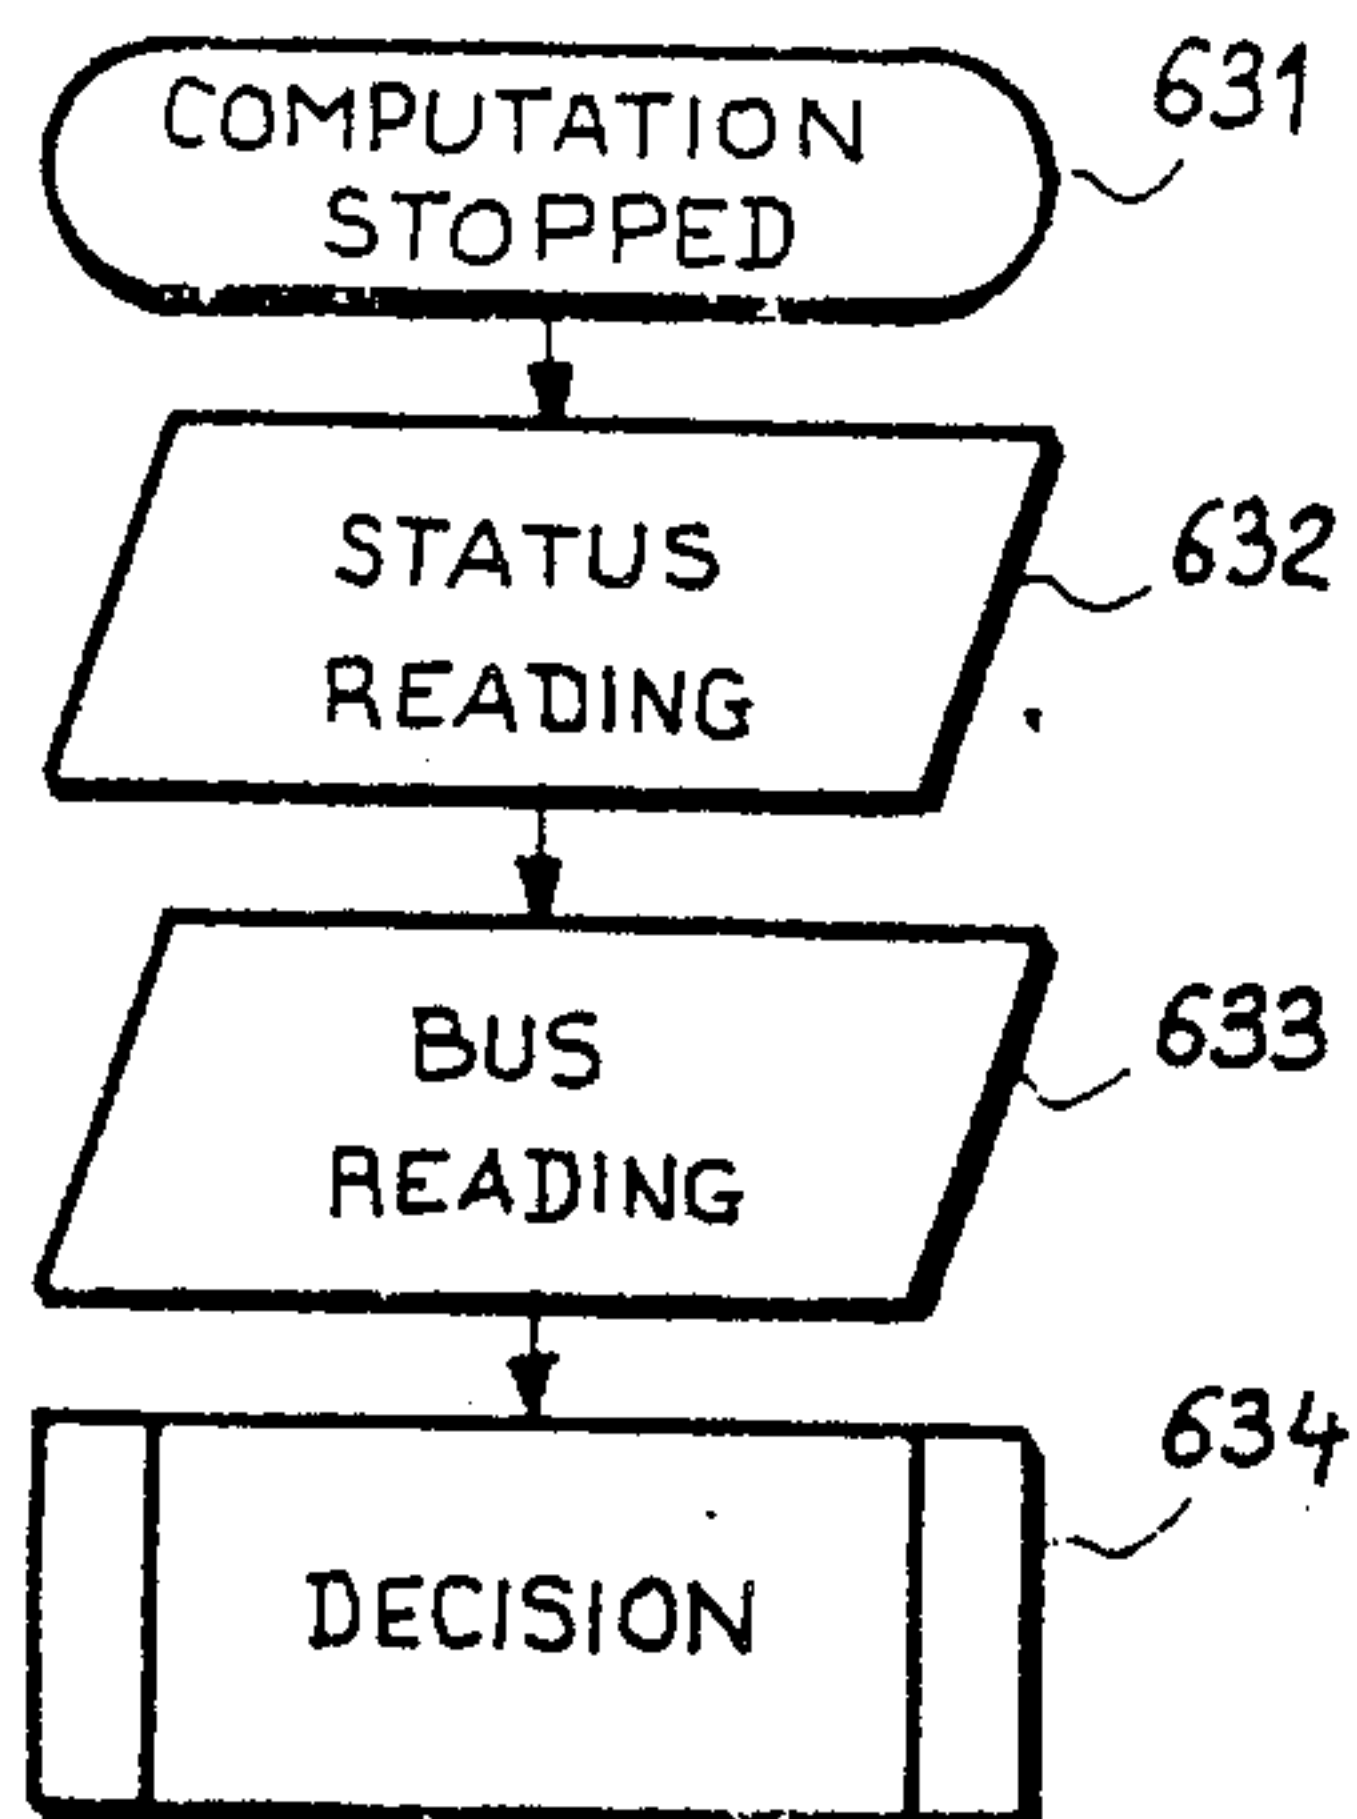 COMPUTATION
STOPPED
631
STATUS
READING
632
BUS
READING
633
DECISION
634